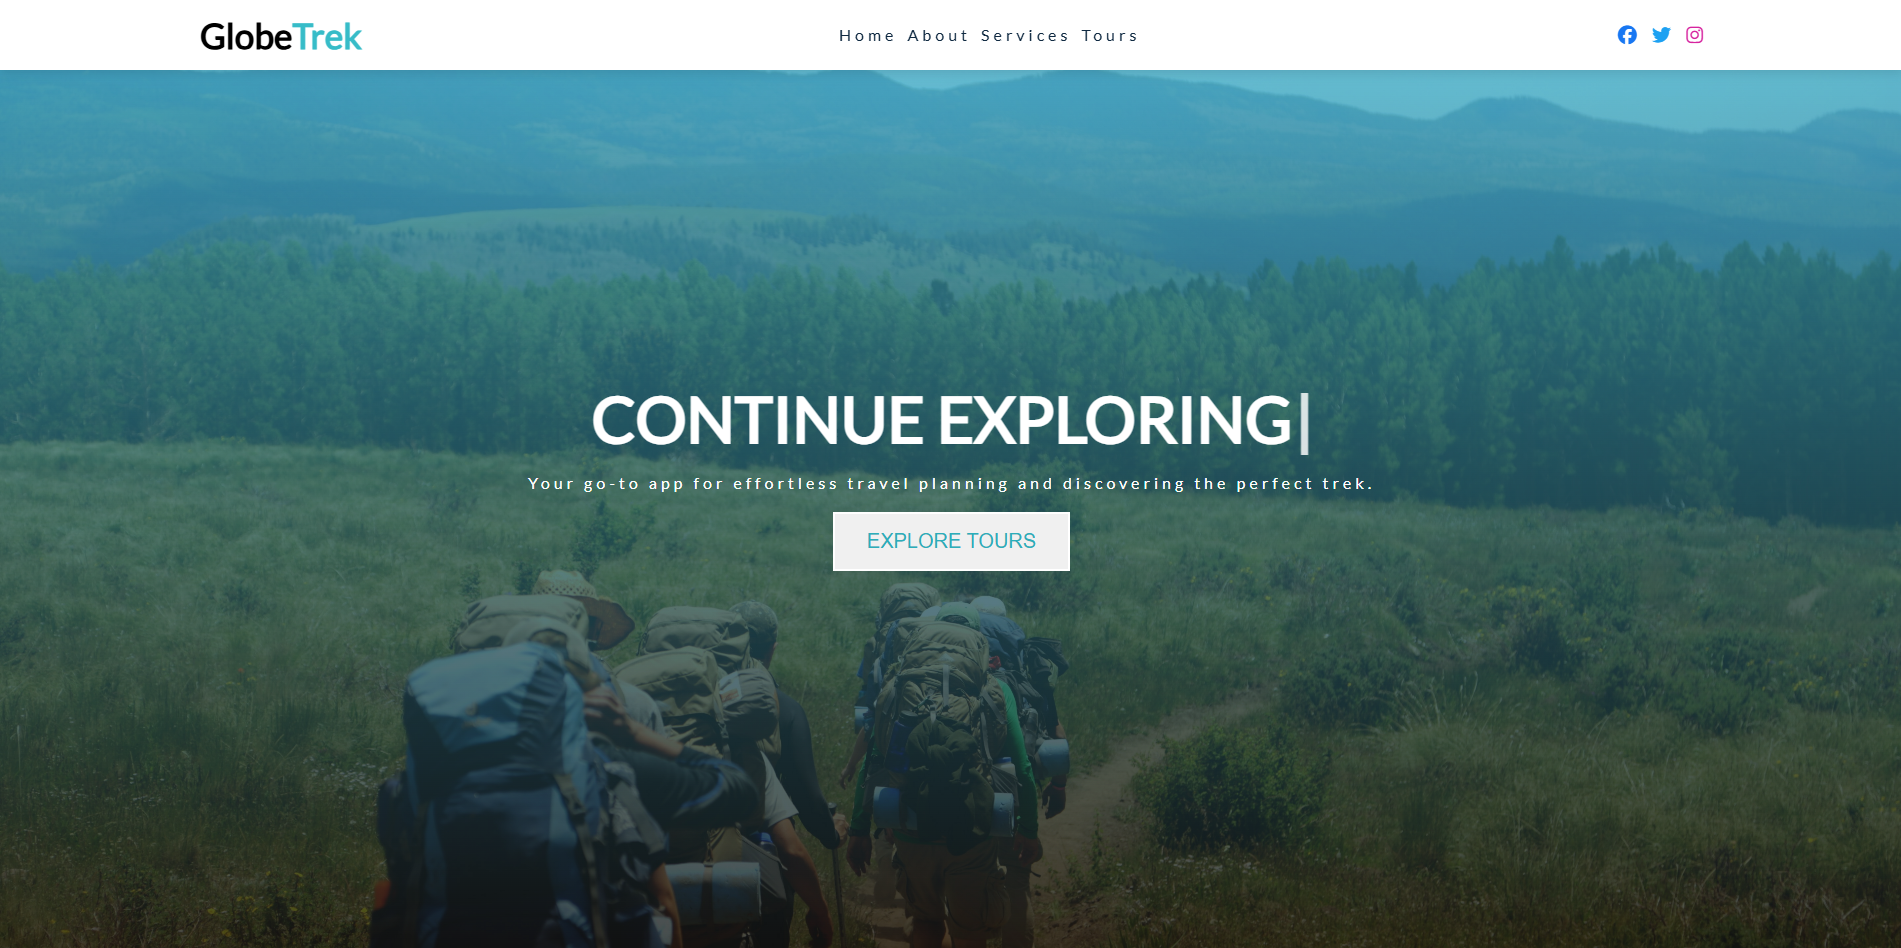 GlobeTrek
Home About Services Tours
CONTINUE EXPLORING|
Your go-to app for effortless travel planning and discovering the perfect trek.
EXPLORE TOURS